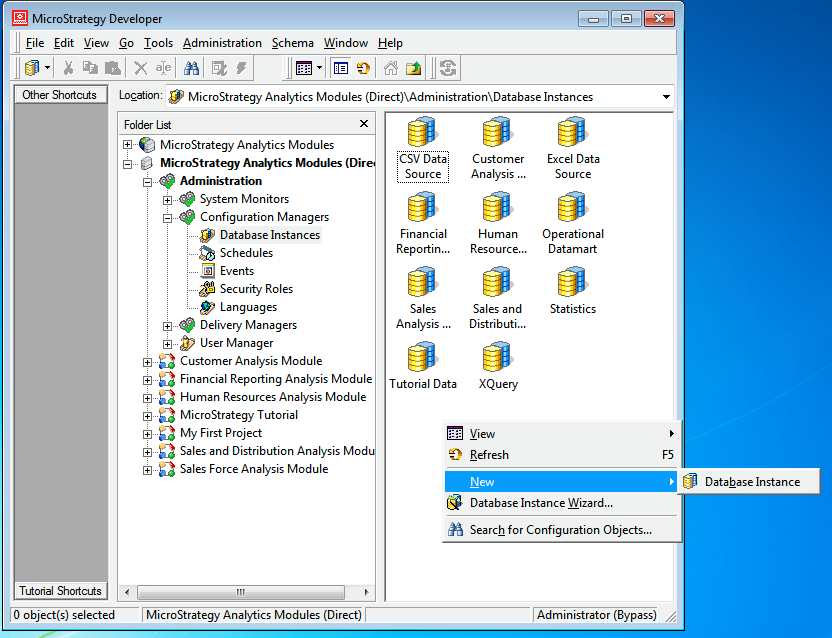 MicroStrategy Developer
File Edit View Go Tools Administration Schema Window Help
Other Shortcuts
Location: MicroStrategy Analytics Modules (Direct)\Administration\Database Instances
Folder List
MicroStrategy Analytics Modules
MicroStrategy Analytics Modules (Dire
Administration
System Monitors
Configuration Managers
Database Instances
Schedules
Events
Security Roles
Languages
Delivery Managers
User Manager
Customer Analysis Module
Financial Reporting Analysis Module
Human Resources Analysis Module
MicroStrategy Tutorial
My First Project
Sales and Distribution Analysis Modu
Sales Force Analysis Module
CSV Data
Source
Customer
Analysis ...
Excel Data
Source
Financial
Reportin...
Human
Resource...
Operational
Datamart
Sales
Analysis ...
Sales and
Distributi...
Statistics
Tutorial Data
XQuery
View
Refresh F5
New
Database Instance
Database Instance Wizard...
Search for Configuration Objects...
Tutorial Shortcuts
0 object(s) selected
MicroStrategy Analytics Modules (Direct)
Administrator (Bypass)